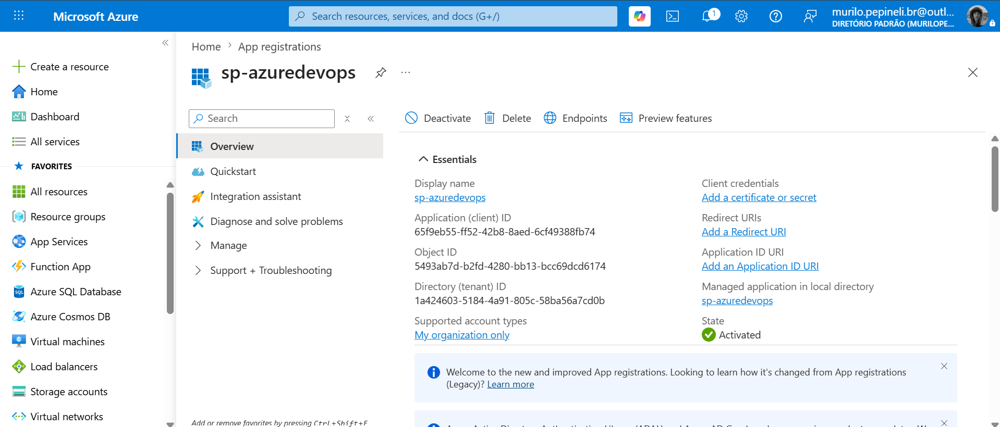 Microsoft Azure
Search resources, services, and docs (G+/)
1
murilo.pepineli.br@outl...
DIRETÓRIO PADRÃO (MURILOPE...
Create a resource
Home
Dashboard
All services
FAVORITES
All resources
Resource groups
App Services
Function App
SQL
Azure SQL Database
Azure Cosmos DB
Virtual machines
Load balancers
Storage accounts
Virtual networks
Home > App registrations
sp-azuredevops
Search
Overview
Quickstart
Integration assistant
Diagnose and solve problems
Manage
Support + Troubleshooting
Add or remove favorites by pressing Ctrl+Shift+F
Deactivate
Delete
Endpoints
Preview features
Essentials
Display name
sp-azuredevops
Application (client) ID
65f9eb55-ff52-42b8-8aed-6cf49388fb74
Object ID
5493ab7d-b2fd-4280-bb13-bcc69dcd6174
Directory (tenant) ID
1a424603-5184-4a91-805c-58ba56a7cd0b
Supported account types
My organization only
Client credentials
Add a certificate or secret
Redirect URIs
Add a Redirect URI
Application ID URI
Add an Application ID URI
Managed application in local directory
sp-azuredevops
State
Activated
Welcome to the new and improved App registrations. Looking to learn how it's changed from App registrations
(Legacy)? Learn more